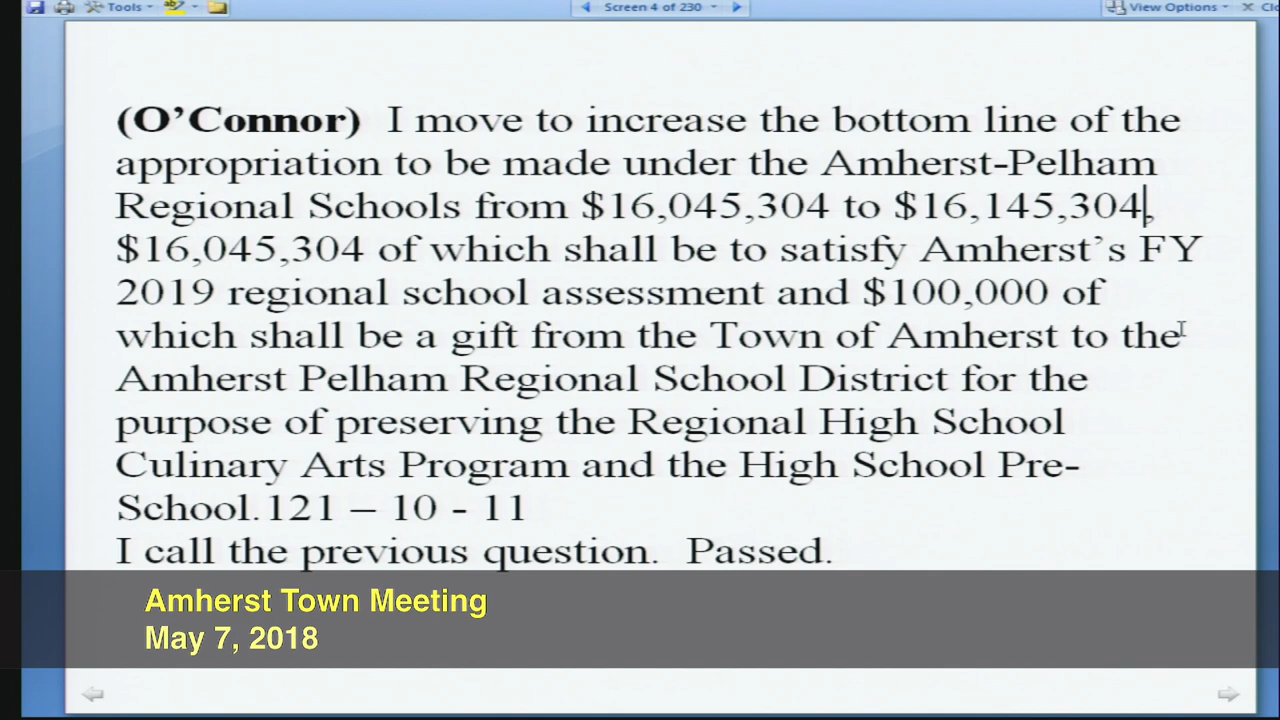 Tools
Screen 4 of 230
View Options
Clo
(O’Connor) I move to increase the bottom line of the
appropriation to be made under the Amherst-Pelham
Regional Schools from $16,045,304 to $16,145,304,
$16,045,304 of which shall be to satisfy Amherst’s FY
2019 regional school assessment and $100,000 of
which shall be a gift from the Town of Amherst to the
Amherst Pelham Regional School District for the
purpose of preserving the Regional High School
Culinary Arts Program and the High School Pre-
School.121 – 10 - 11
I call the previous question. Passed.
Amherst Town Meeting
May 7, 2018